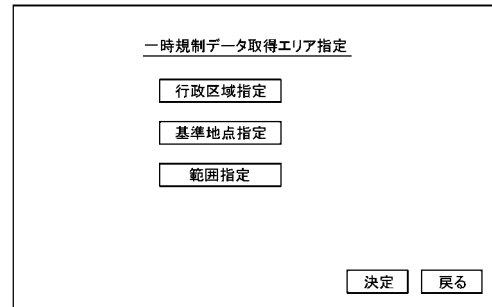 一時規制データ取得エリア指定
行政区域指定
基準地点指定
範囲指定
決定 戻る